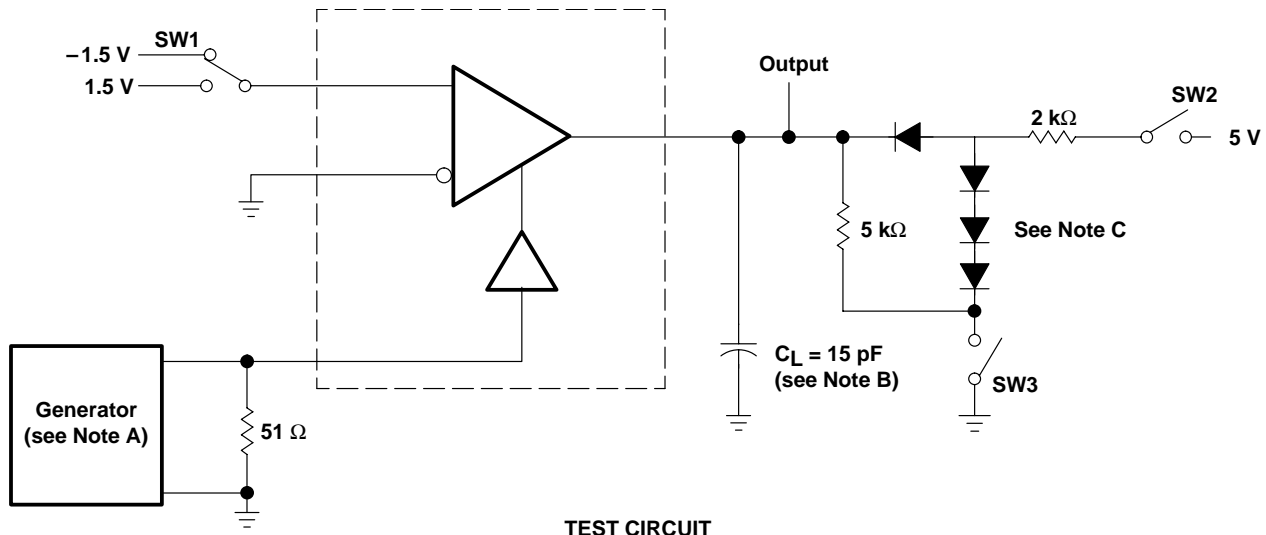 SW1
–1.5 V
1.5 V
Output
SW2
2 kΩ
5 V
5 kΩ
See Note C
CL = 15 pF
(see Note B)
SW3
Generator
(see Note A)
51 Ω
TEST CIRCUIT